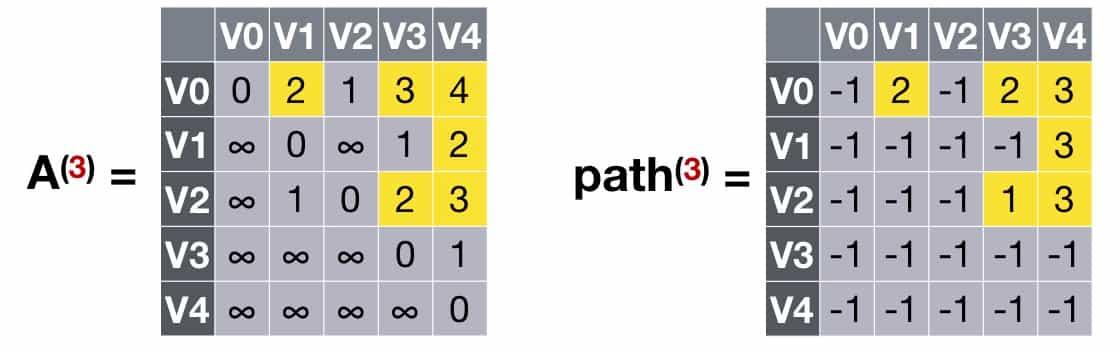 V0 V1 V2 V3 V4 V0 V1 V2 V3 V4
V0 0 2 1 3 4 V0 -1 2 -1 2 3
V1 ∞ 0 ∞ 1 2 V1 -1 -1 -1 -1 3
A(3) = V2 ∞ 1 0 2 3 path(3) = V2 -1 -1 -1 1 3
V3 ∞ ∞ ∞ 0 1 V3 -1 -1 -1 -1 -1
V4 ∞ ∞ ∞ ∞ 0 V4 -1 -1 -1 -1 -1